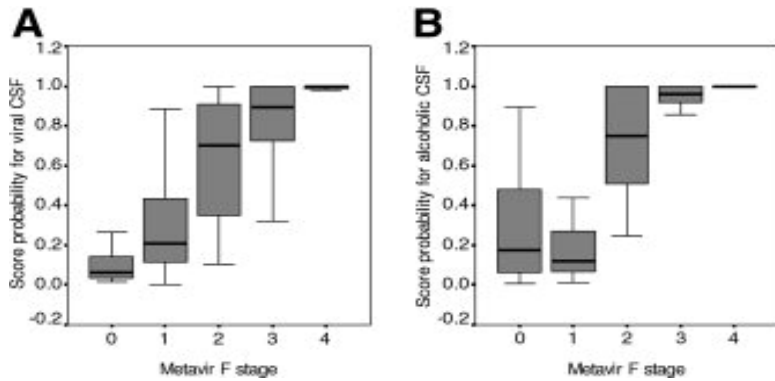 A
Score probability for viral CSF
1.2
1.0
0.8
0.6
0.4
0.2
0.0
-0.2
0 1 2 3 4
Metavir F stage
B
Score probability for alcoholic CSF
1.2
1.0
0.8
0.6
0.4
0.2
0.0
-0.2
0 1 2 3 4
Metavir F stage